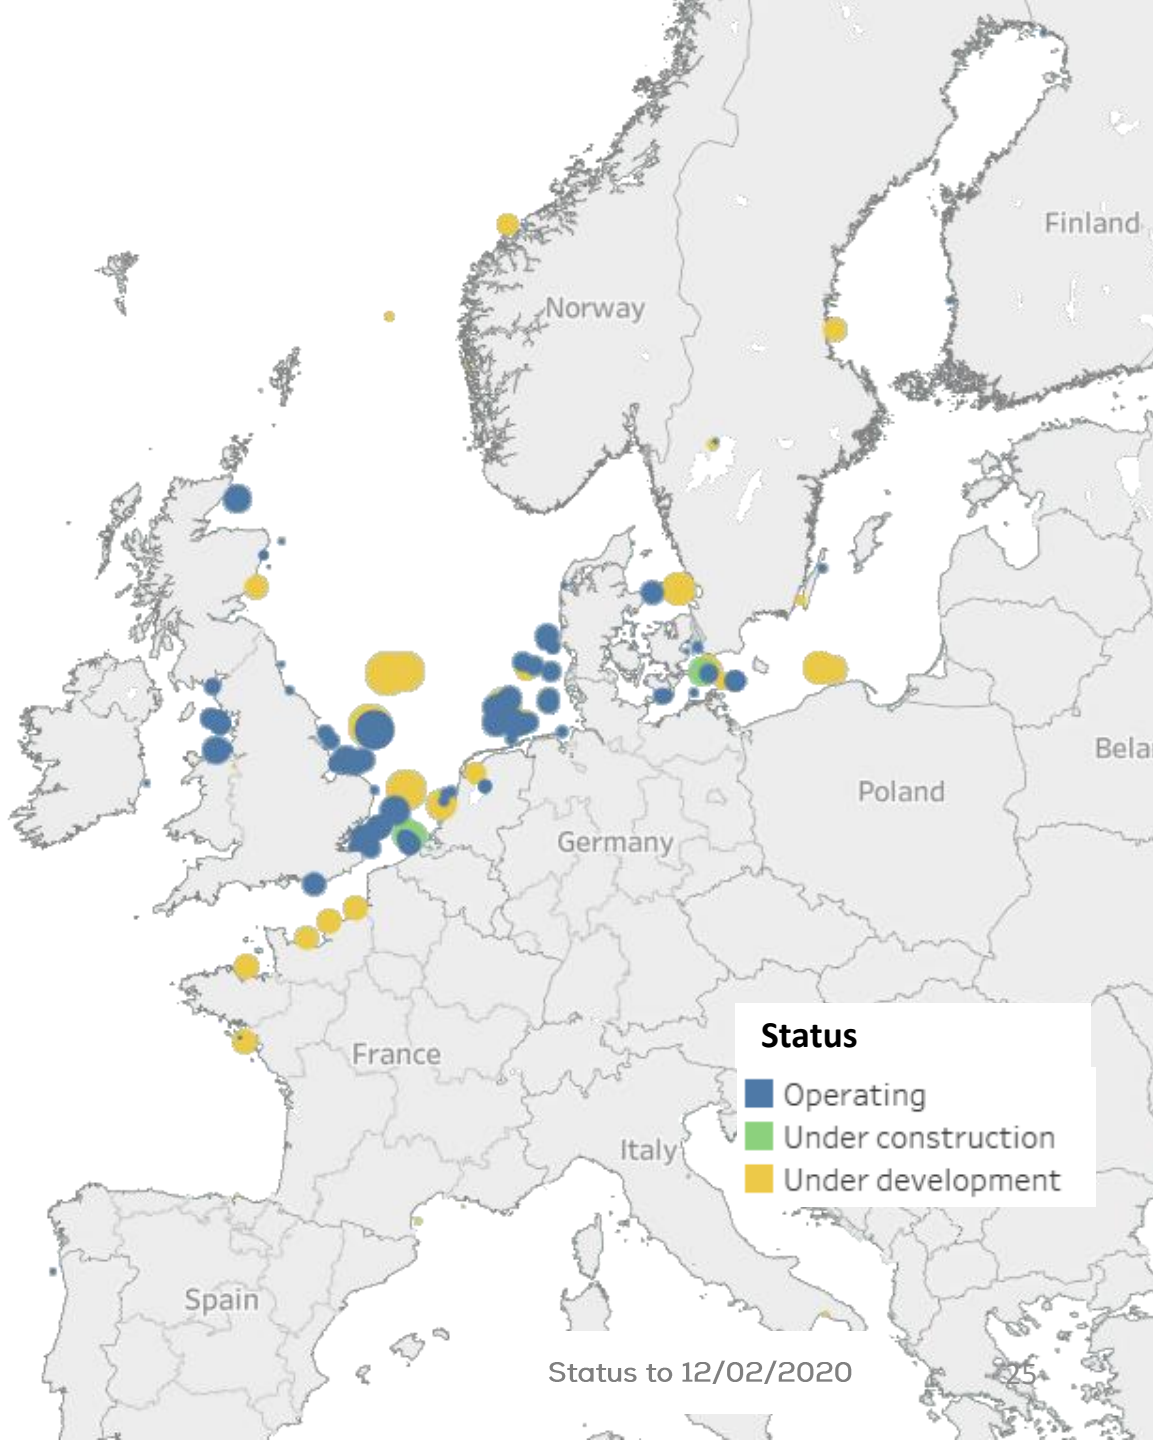 Finland
Norway
Bela
Poland
Germany
Status
France
Operating
Under construction
Italy
Under development
Spain
Status to 12/02/2020
25